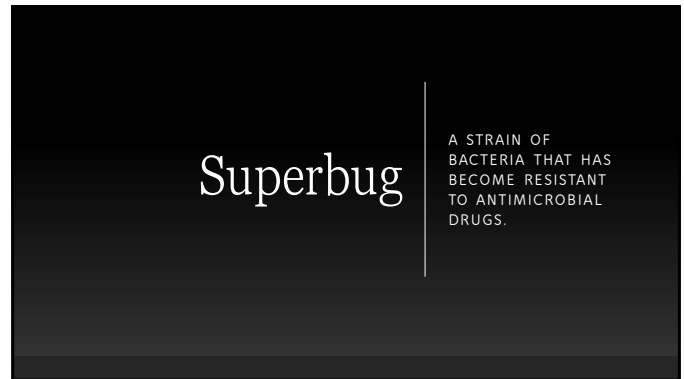 Superbug
A STRAIN OF
BACTERIA THAT HAS
BECOME RESISTANT
TO ANTIMICROBIAL
DRUGS.